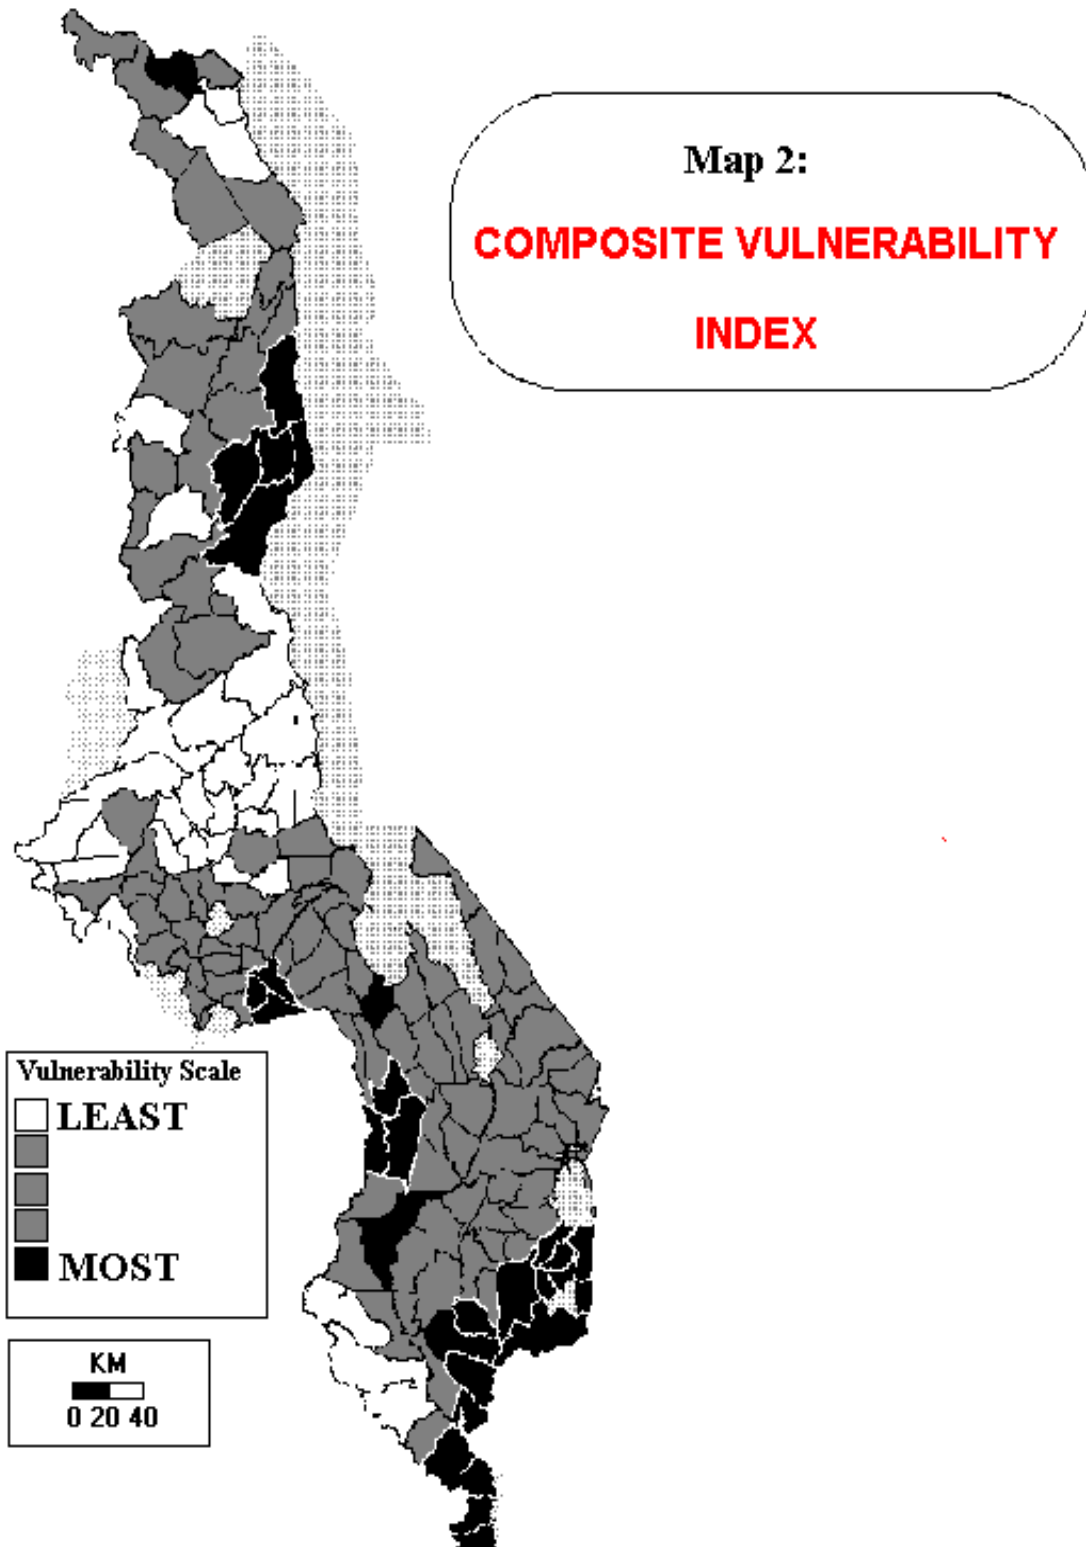 Map 2:
COMPOSITE VULNERABILITY
INDEX
Vulnerability Scale
LEAST
MOST
KM
0 20 40